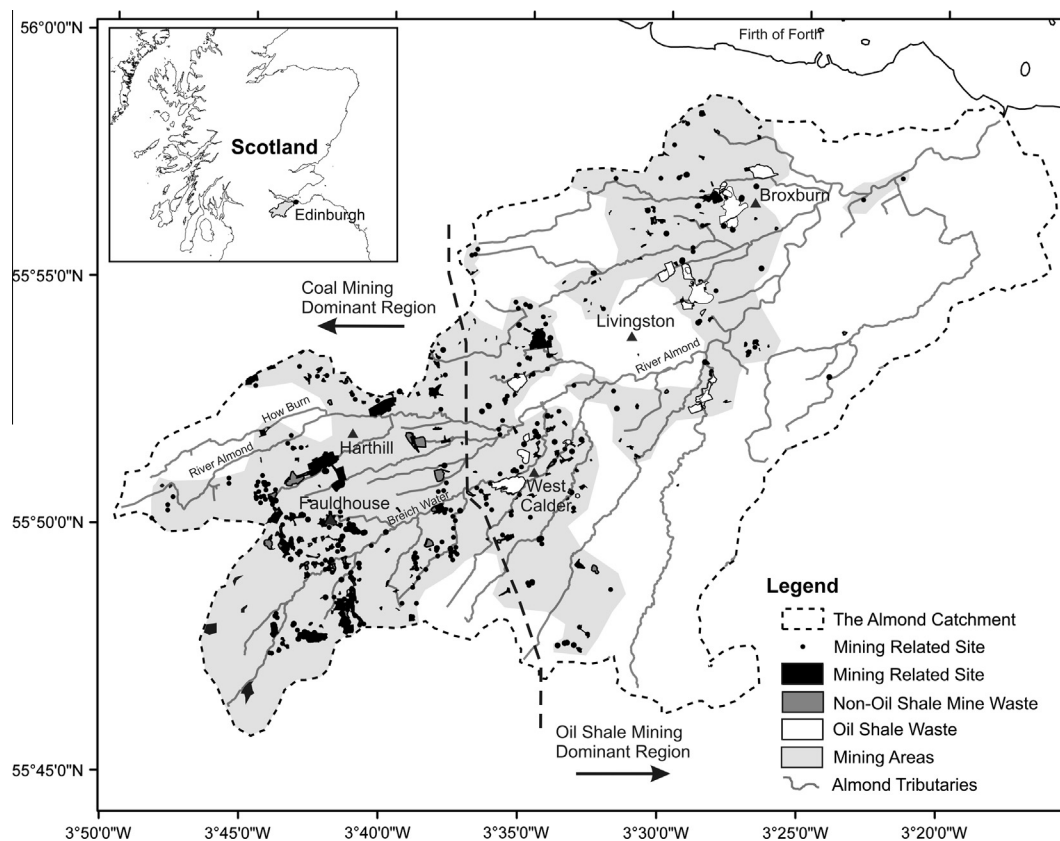 56°0'0"N
55°55'0"N
55°50'0"N
55°45'0"N
Scotland
Edinburgh
Firth of Forth
Broxburn
Coal Mining
Dominant Region
Livingston
River Almond
How Burn
River Almond
Harthill
Fauldhouse
Breich Water
West
Calder
Oil Shale Mining
Dominant Region
Legend
The Almond Catchment
Mining Related Site
Mining Related Site
Non-Oil Shale Mine Waste
Oil Shale Waste
Mining Areas
Almond Tributaries
3°50'0"W
3°45'0"W
3°40'0"W
3°35'0"W
3°30'0"W
3°25'0"W
3°20'0"W